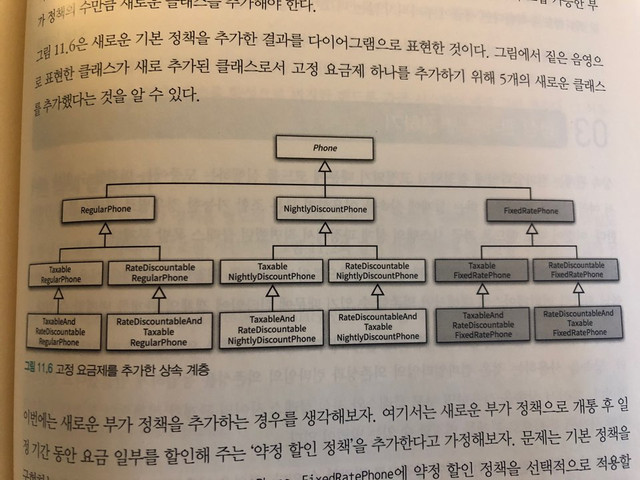 가 정책의 수만큼 새로운 클래스를 추가해야 한다.
그림 11.6은 새로운 기본 정책을 추가한 결과를 다이어그램으로 표현한 것이다. 그림에서 짙은 음영으
로 표현한 클래스가 새로 추가된 클래스로서 고정 요금제 하나를 추가하기 위해 5개의 새로운 클래스
를 추가했다는 것을 알 수 있다.
Phone
RegularPhone NightlyDiscountPhone FixedRatePhone
Taxable RateDiscountable Taxable RateDiscountable Taxable RateDiscountable
RegularPhone RegularPhone NightlyDiscountPhone NightlyDiscountPhone FixedRatePhone FixedRatePhone
TaxableAnd RateDiscountableAnd TaxableAnd RateDiscountableAnd TaxableAnd RateDiscountableAnd
RateDiscountable Taxable RateDiscountable Taxable RateDiscountable Taxable
RegularPhone RegularPhone NightlyDiscountPhone NightlyDiscountPhone FixedRatePhone FixedRatePhone
그림 11.6 고정 요금제를 추가한 상속 계층
이번에는 새로운 부가 정책을 추가하는 경우를 생각해보자. 여기서는 새로운 부가 정책으로 개통 후 일
정 기간 동안 요금 일부를 할인해 주는 '약정 할인 정책'을 추가한다고 가정해보자. 문제는 기본 정책을
FixedRatePhone에 약정 할인 정책을 선택적으로 적용할